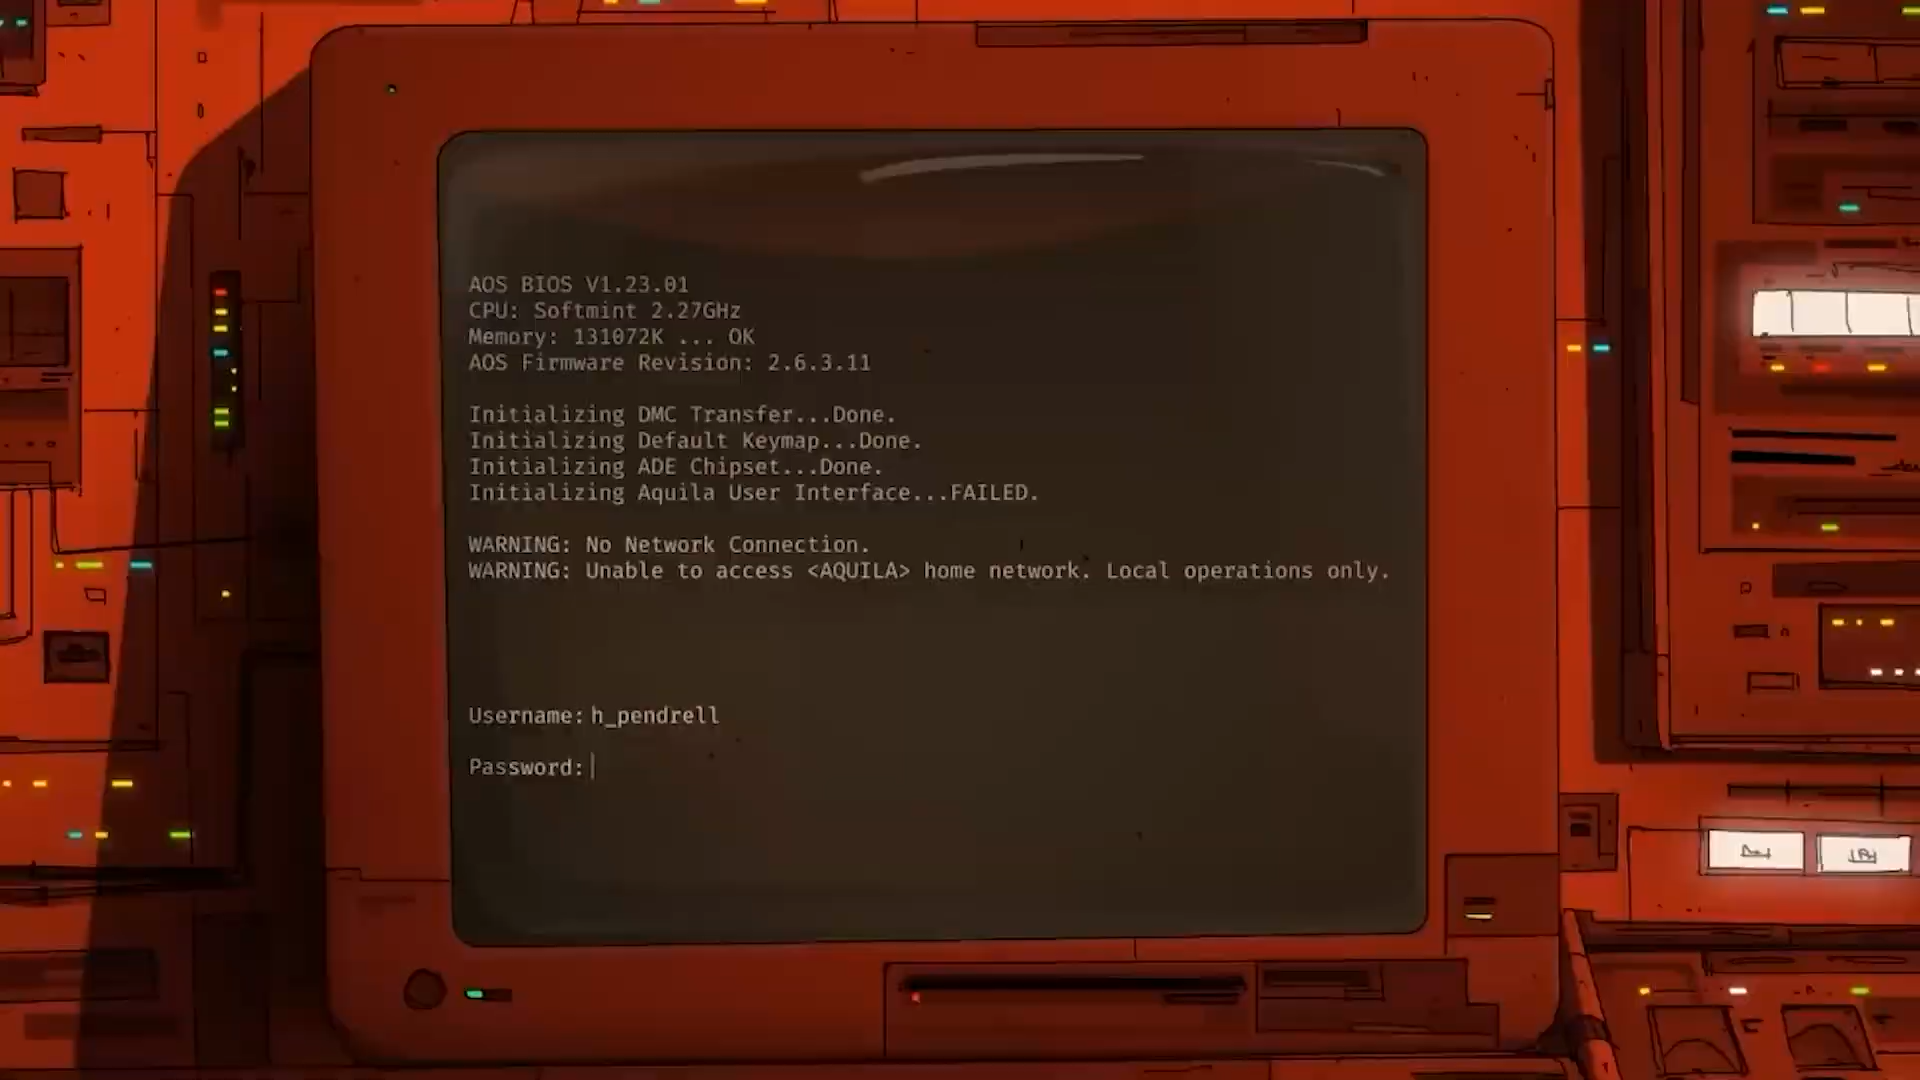 AOS BIOS V1.23.01
CPU: Softmint 2.27GHz
Memory: 131072K ... OK
AOS Firmware Revision: 2.6.3.11
Initializing DMC Transfer...Done.
Initializing Default Keymap...Done.
Initializing ADE Chipset...Done.
Initializing Aquila User Interface...FAILED.
WARNING: No Network Connection.
WARNING: Unable to access <AQUILA> home network. Local operations only.
Username: h_pendrell
Password: